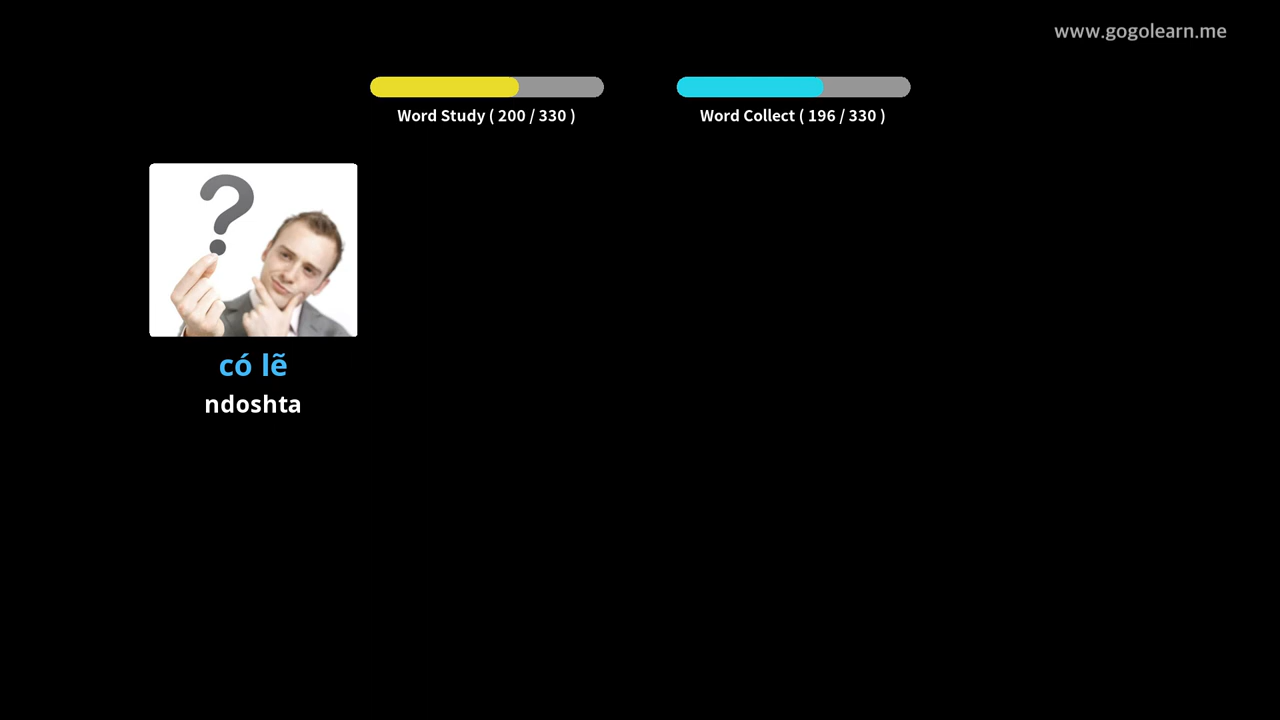 www.gogolearn.me
Word Study ( 200 / 330 )
Word Collect ( 196 / 330 )
?
có lẽ
ndoshta